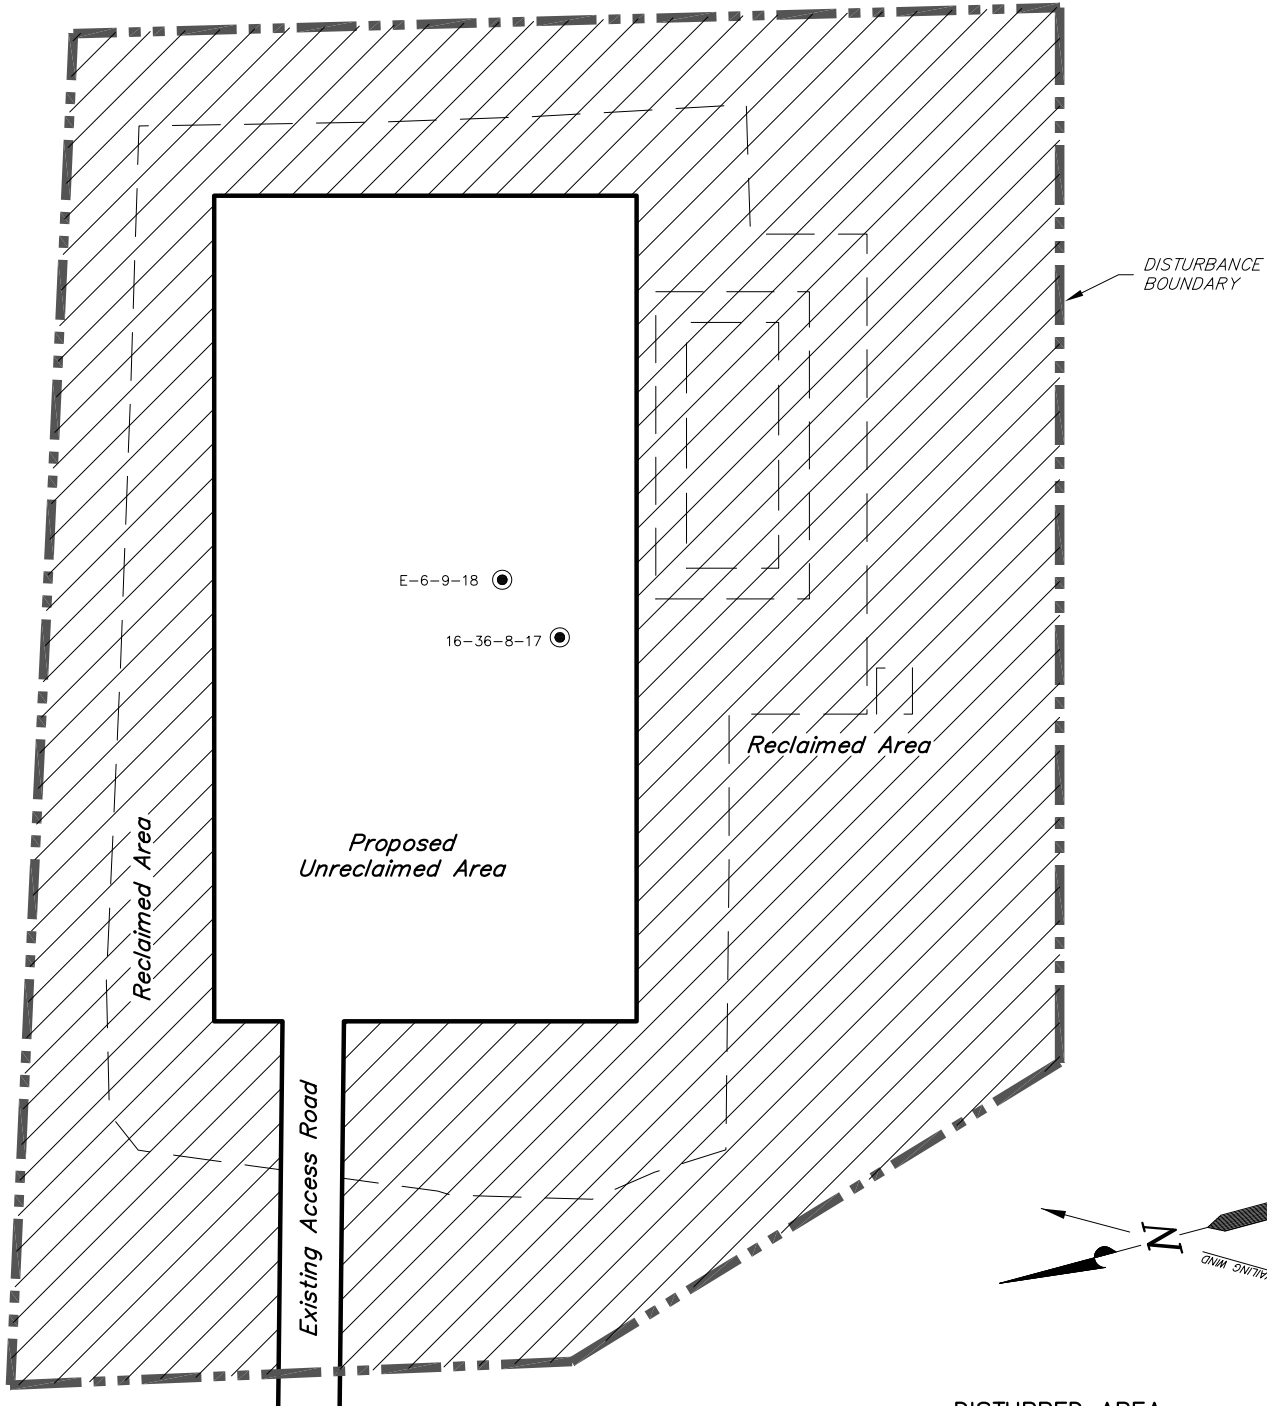 DISTURBANCE
BOUNDARY
E-6-9-18
16-36-8-17
Reclaimed Area
Proposed
Unreclaimed Area
Reclaimed Area
Existing Access Road
N
WIND